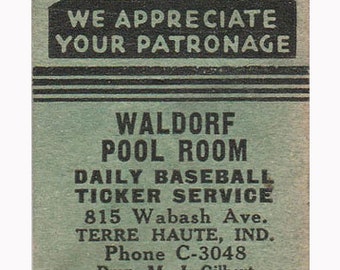 WE APPRECIATE
YOUR PATRONAGE
WALDORF
POOL ROOM
DAILY BASEBALL
TICKER SERVICE
815 Wabash Ave.
TERRE HAUTE, IND.
Phone C-3048